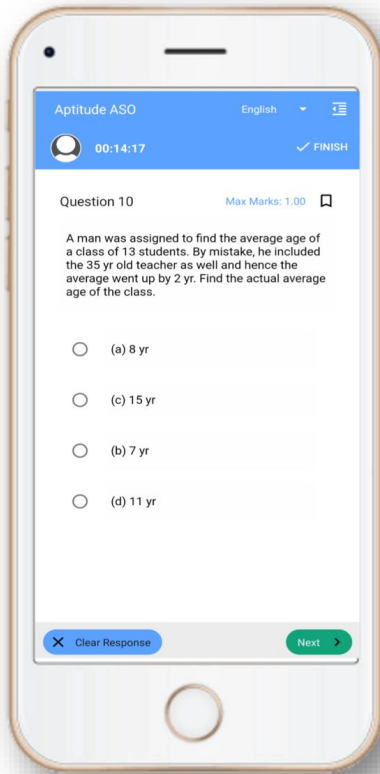 Aptitude ASO English
00:14:17 FINISH
Question 10 Max Marks: 1.00
A man was assigned to find the average age of
a class of 13 students. By mistake, he included
the 35 yr old teacher as well and hence the
average went up by 2 yr. Find the actual average
age of the class.
(a) 8 yr
(c) 15 yr
(b) 7 yr
(d) 11 yr
Clear Response Next